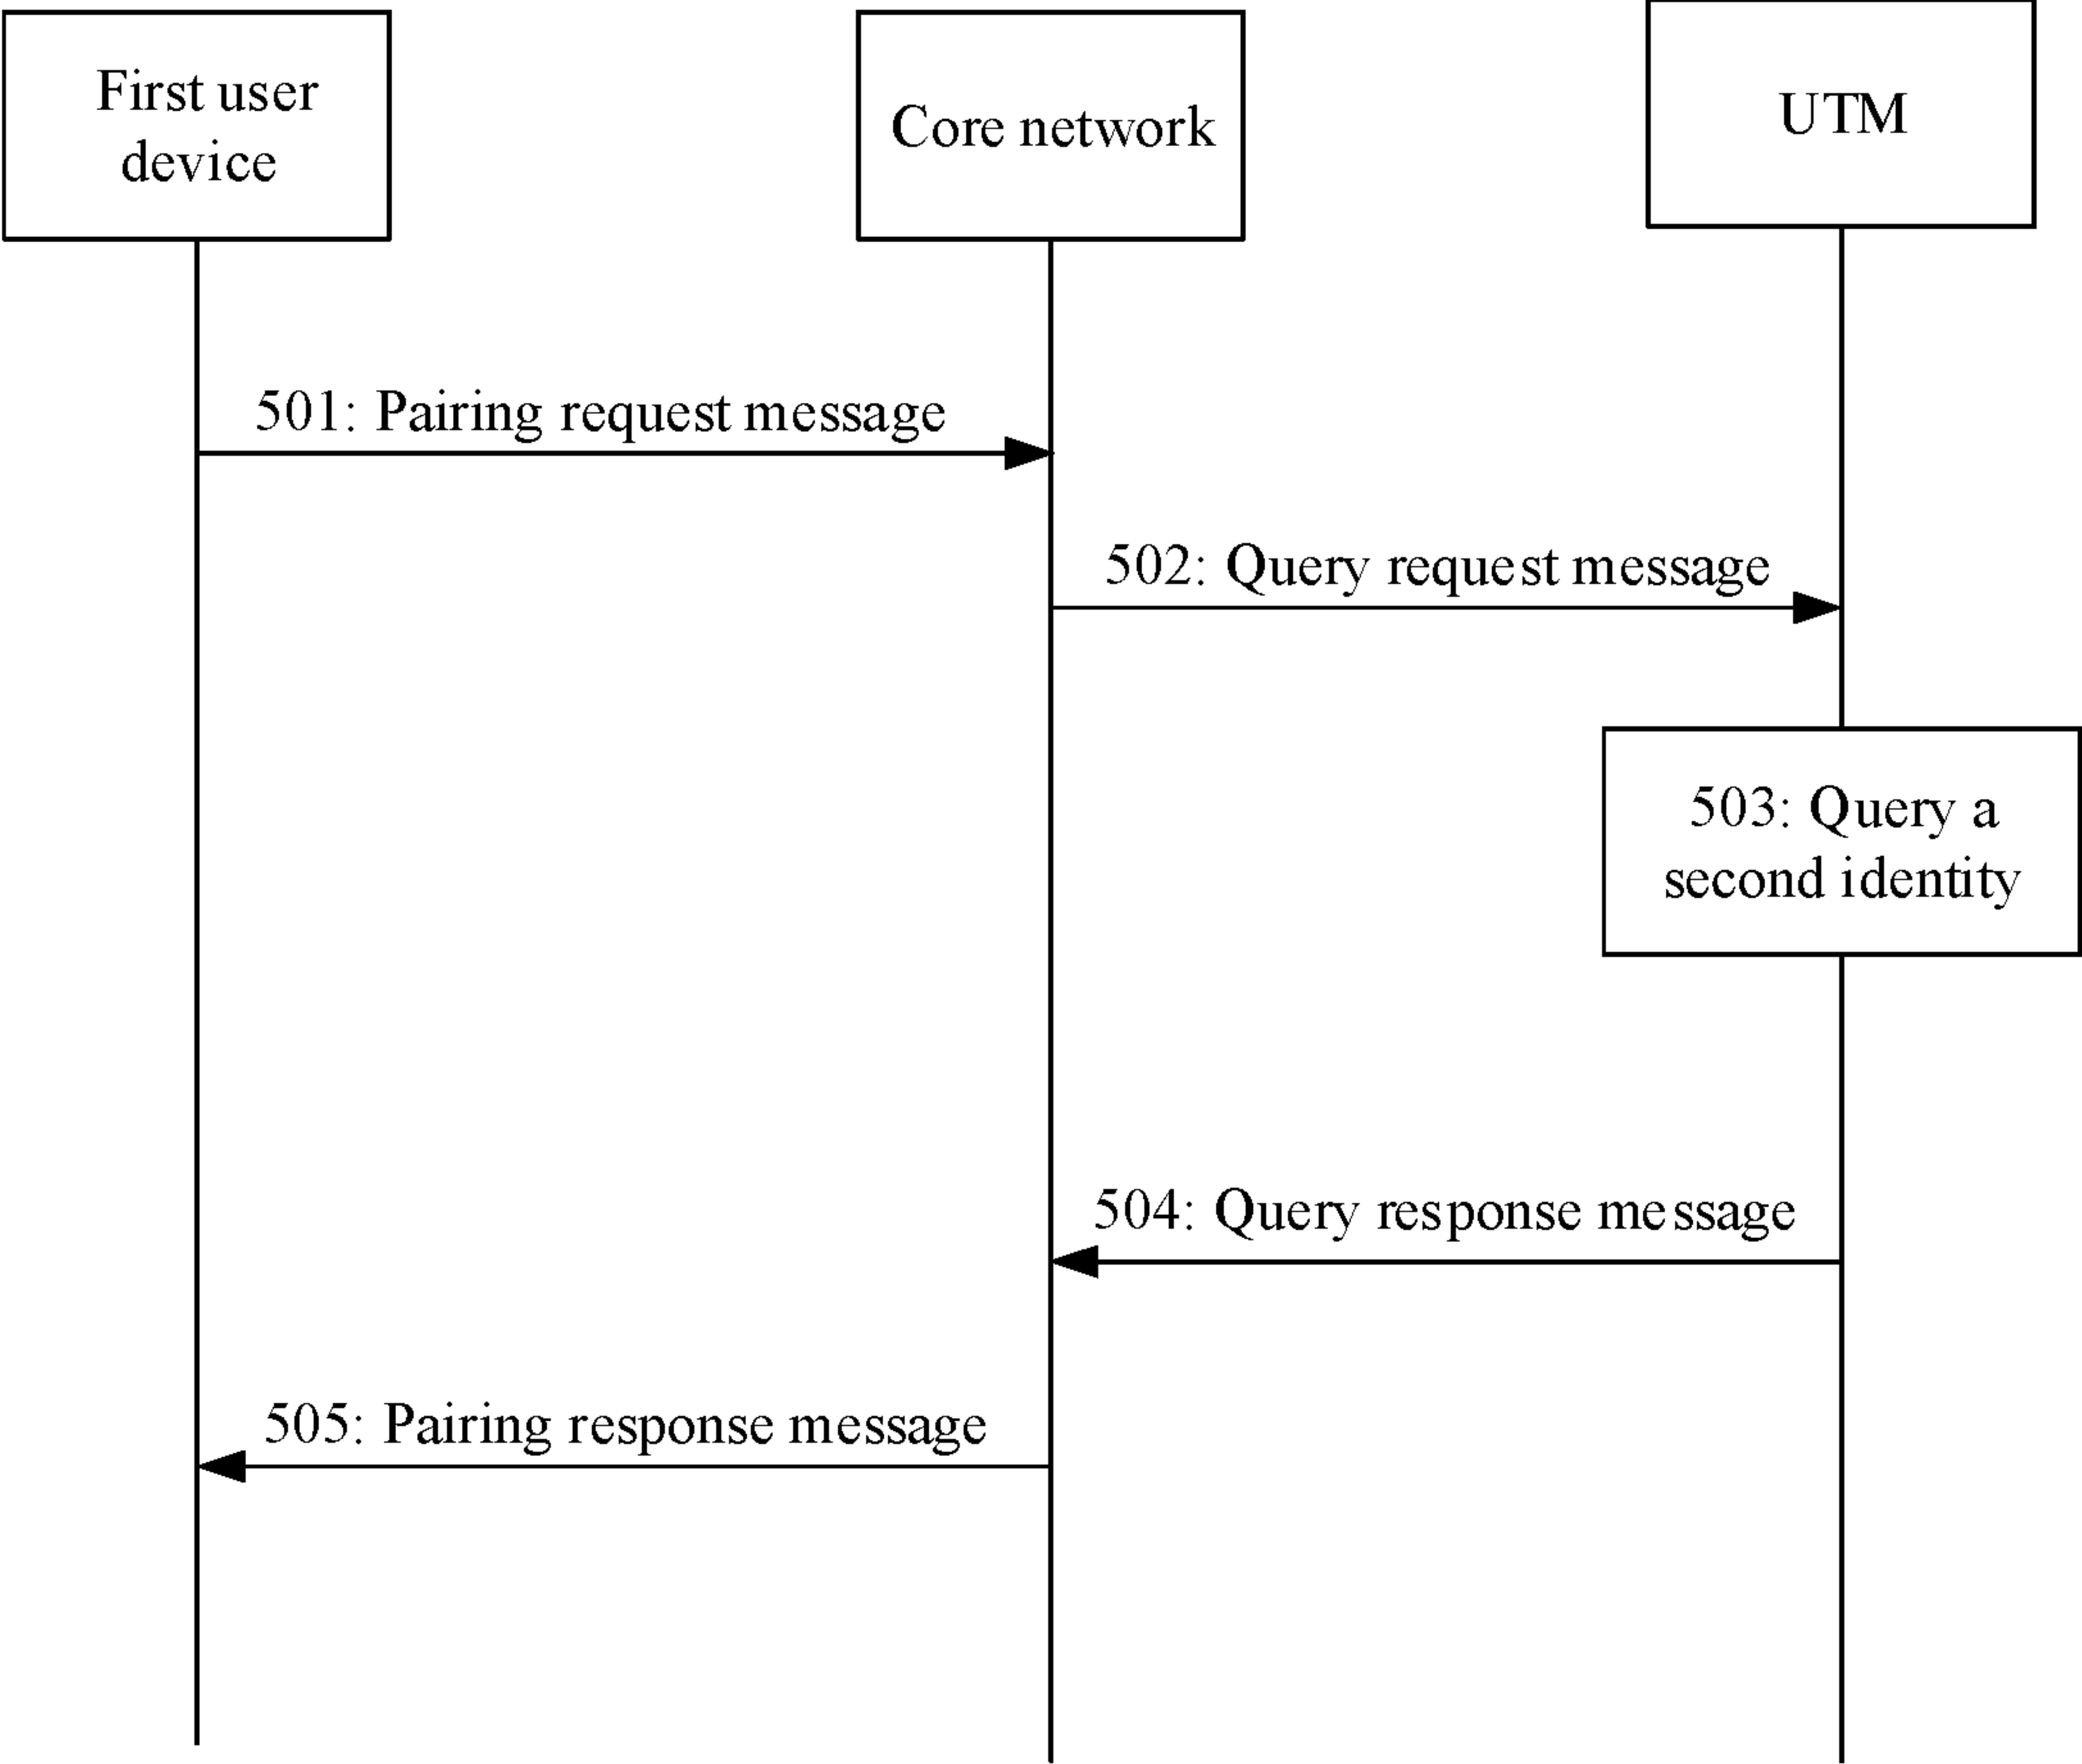 First user
device
Core network
UTM
501: Pairing request message
502: Query request message
503: Query a
second identity
504: Query response message
505: Pairing response message